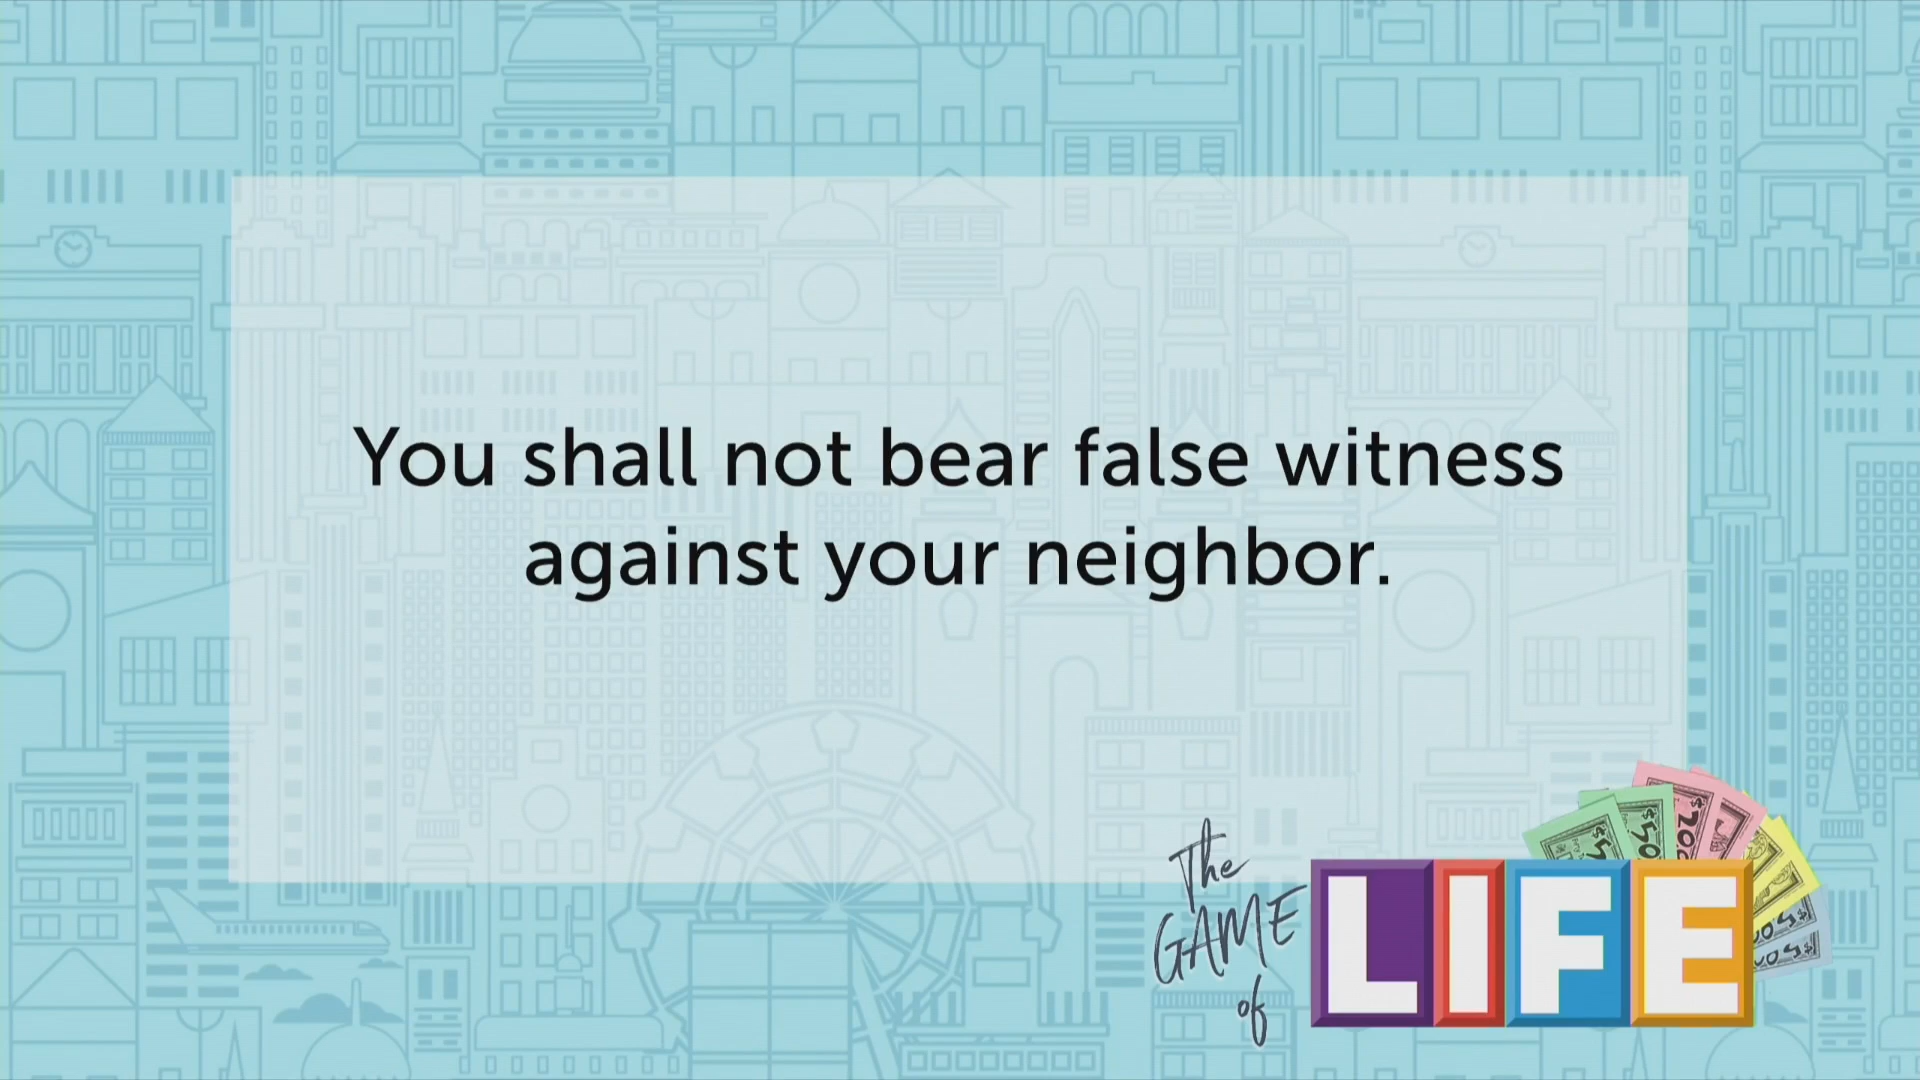 You shall not bear false witness
against your neighbor.
The
GAME
of
LIFE